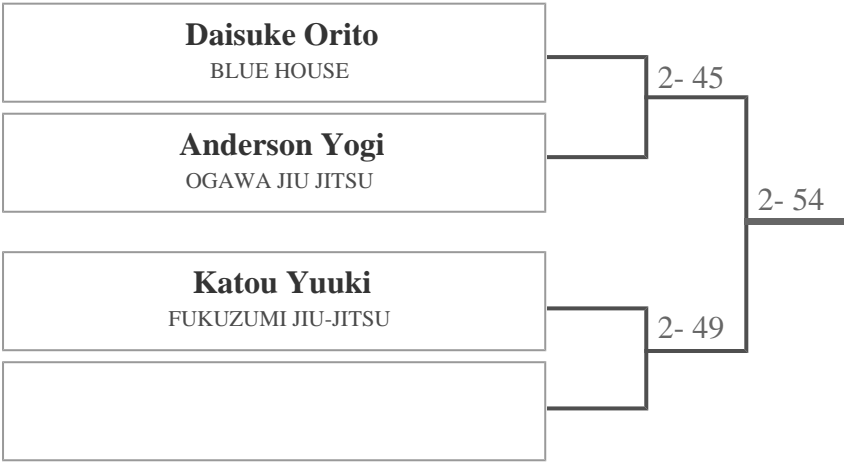 Daisuke Orito
BLUE HOUSE
2- 45
Anderson Yogi
OGAWA JIU JITSU
2- 54
Katou Yuuki
FUKUZUMI JIU-JITSU
2- 49